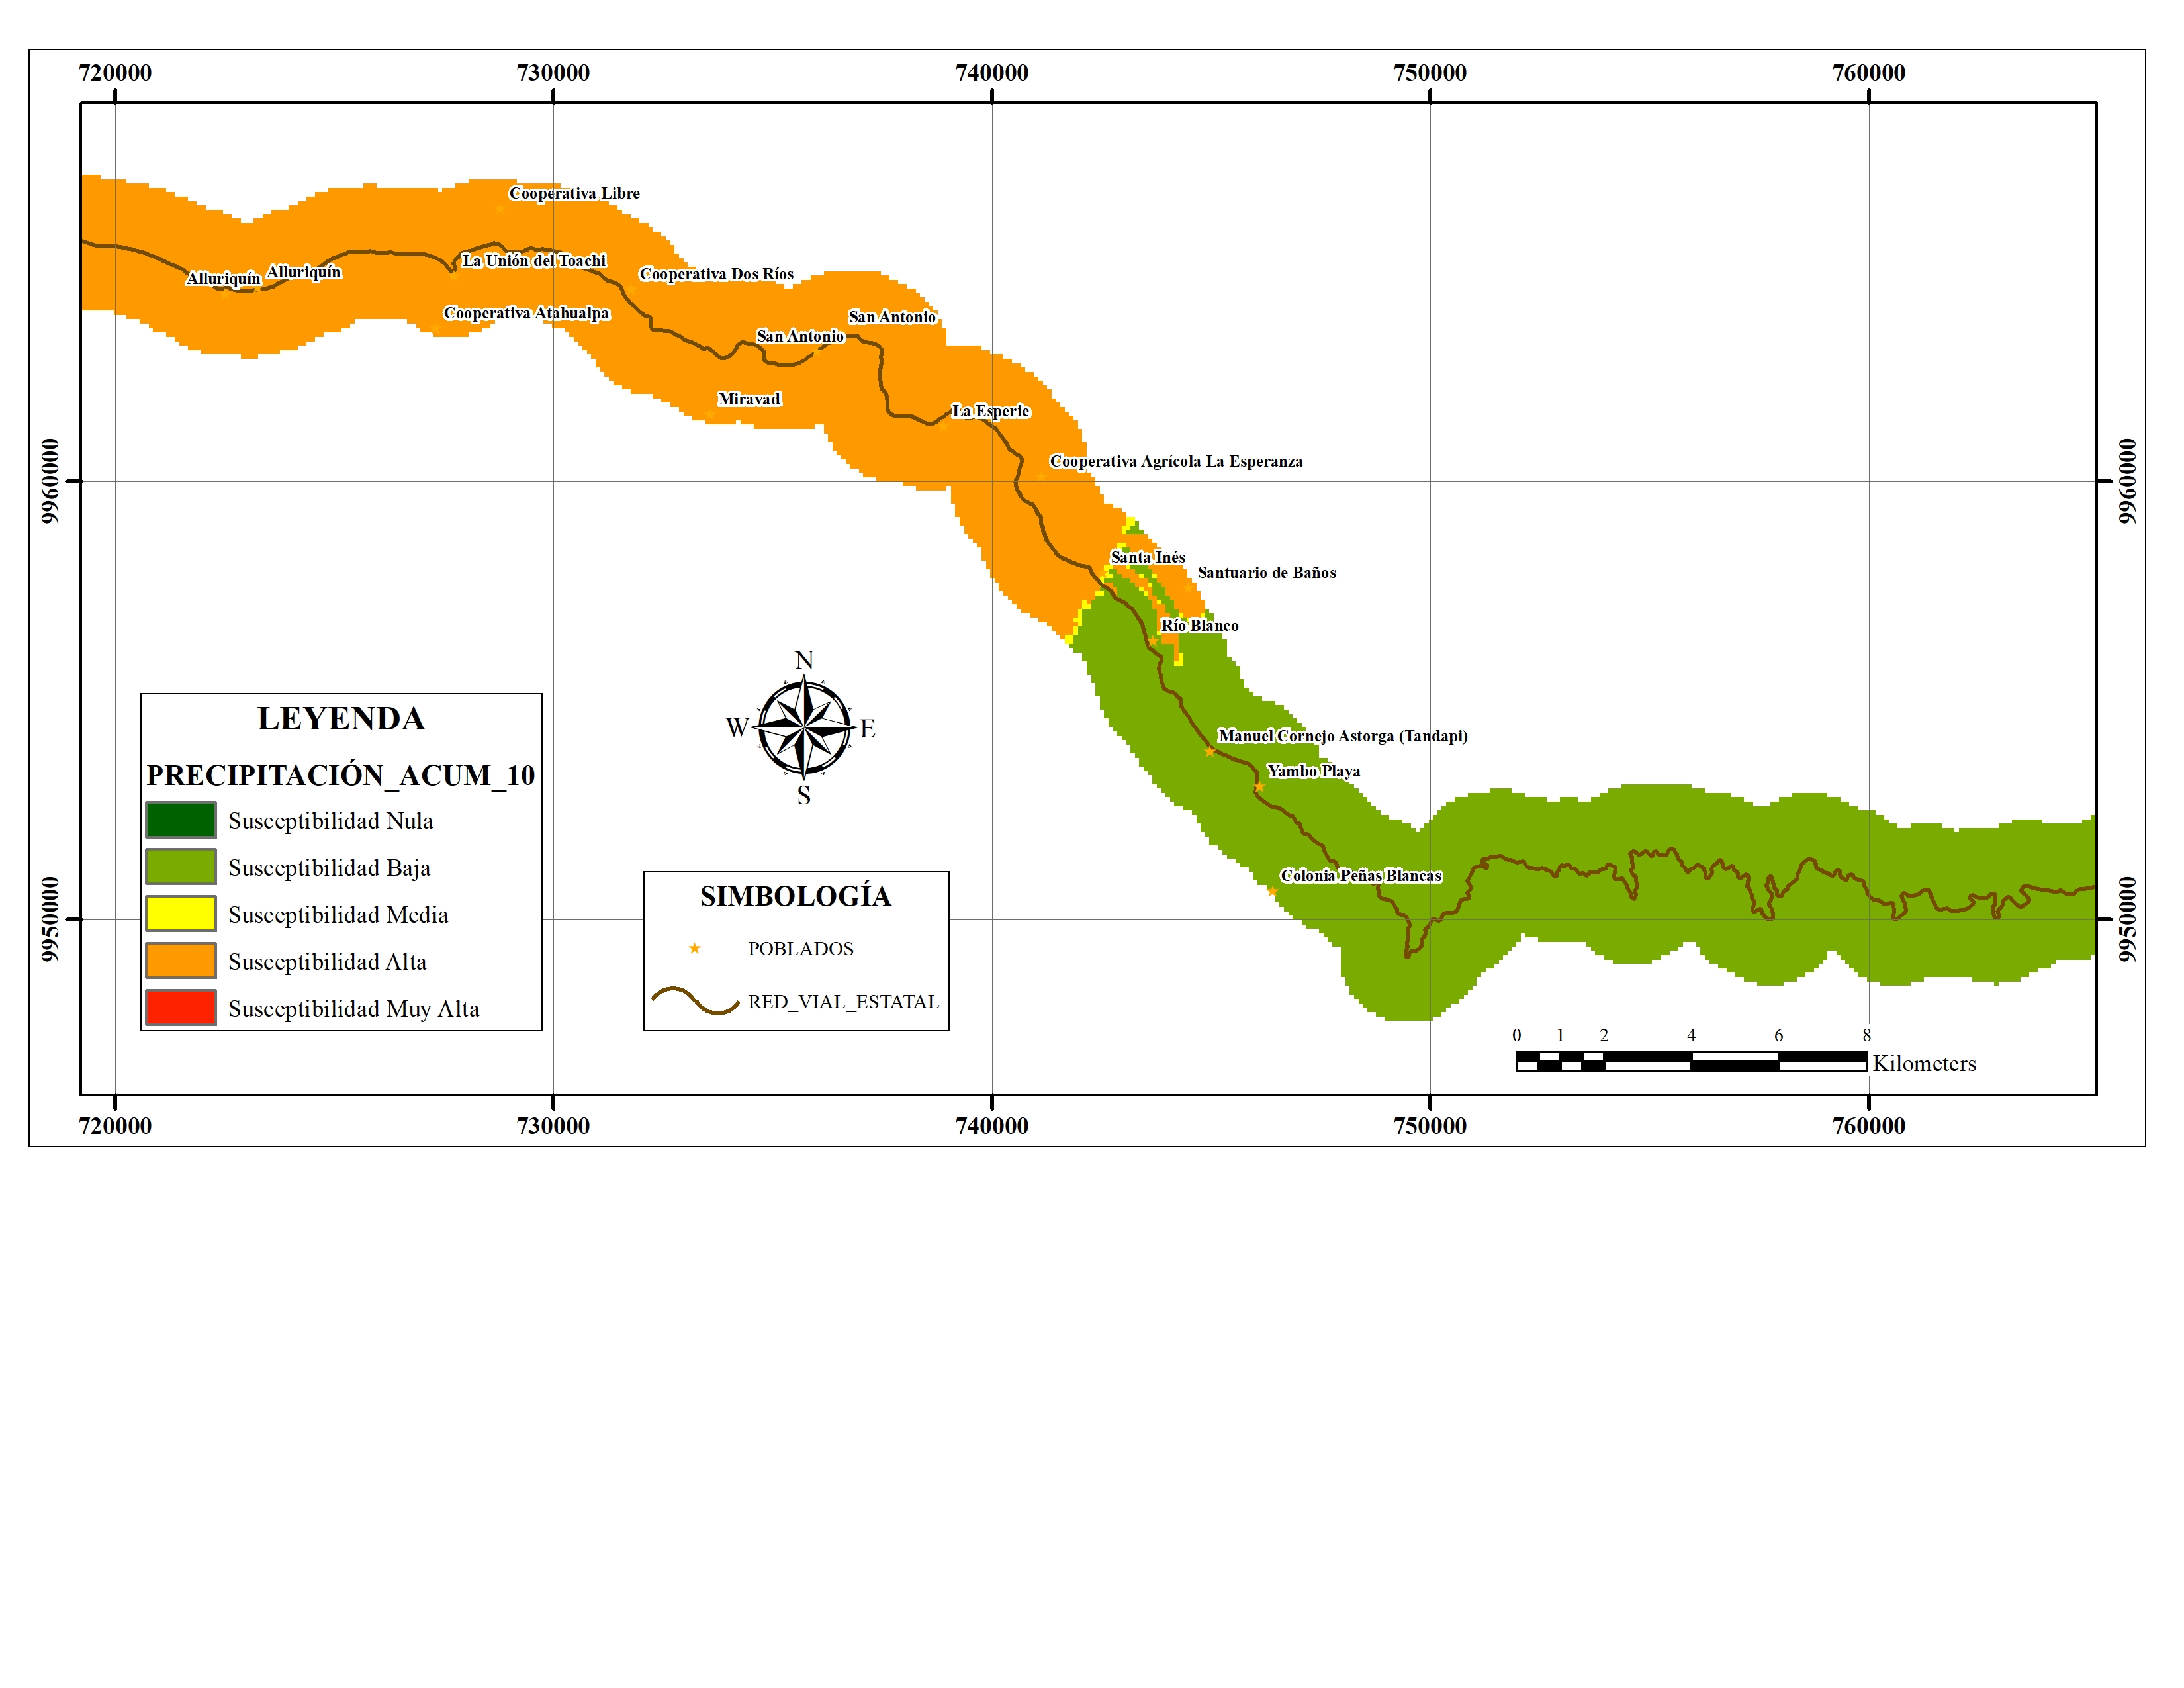 720000 730000 740000 750000 760000
Cooperativa Libre
La Unión del Toachi
Alluriquín
Alluriquín
Cooperativa Dos Ríos
Cooperativa Atahualpa
San Antonio
San Antonio
Miravad
La Esperie
Cooperativa Agrícola La Esperanza
9960000 9960000
Santa Inés
Santuario de Baños
Río Blanco
Manuel Cornejo Astorga (Tandapi)
Yambo Playa
Colonia Peñas Blancas
9950000 9950000
N
W E
S
LEYENDA
PRECIPITACIÓN_ACUM_10
Susceptibilidad Nula
Susceptibilidad Baja
Susceptibilidad Media
Susceptibilidad Alta
Susceptibilidad Muy Alta
SIMBOLOGÍA
POBLADOS
RED_VIAL_ESTATAL
0 1 2 4 6 8
Kilometers
720000 730000 740000 750000 760000